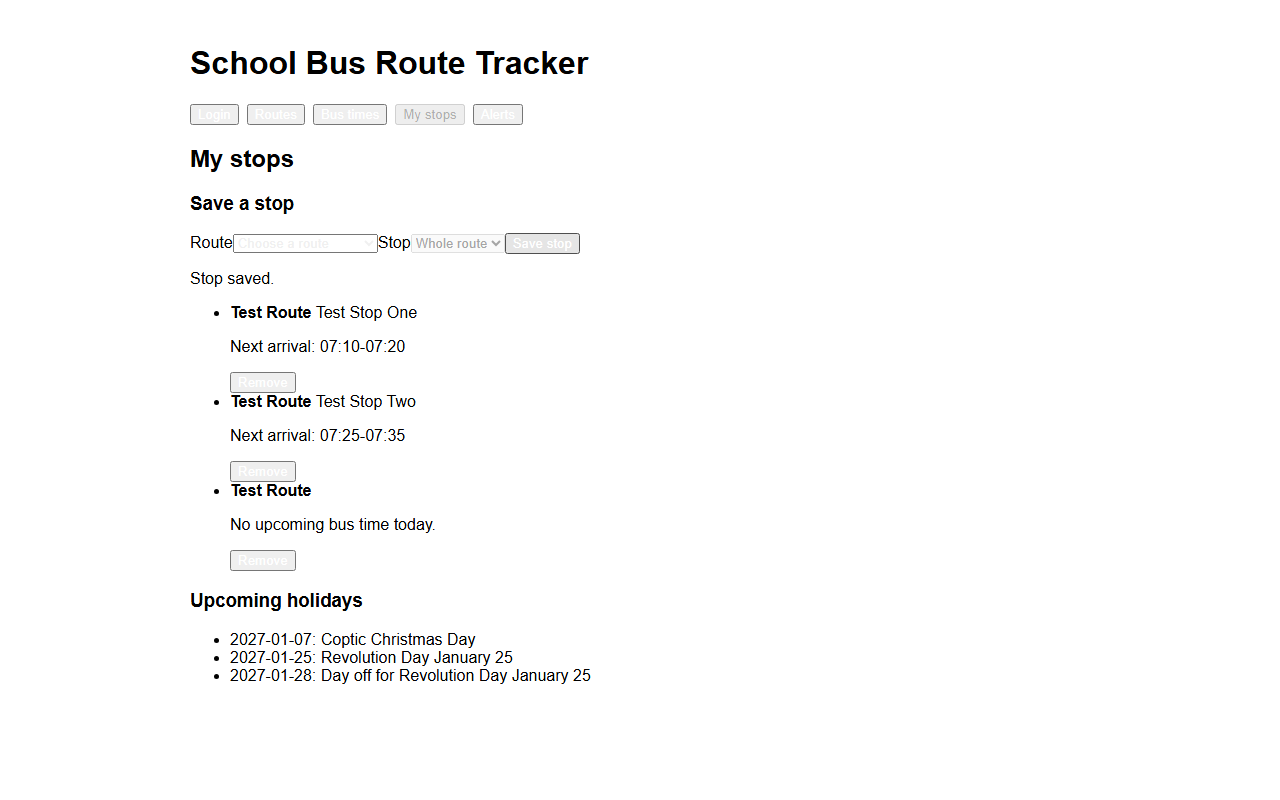 School Bus Route Tracker
Login Routes Bus times My stops Alerts
My stops
Save a stop
Route Choose a route Stop Whole route Save stop
Stop saved.
Test Route Test Stop One
Next arrival: 07:10-07:20
Remove
Test Route Test Stop Two
Next arrival: 07:25-07:35
Remove
Test Route
No upcoming bus time today.
Remove
Upcoming holidays
2027-01-07: Coptic Christmas Day
2027-01-25: Revolution Day January 25
2027-01-28: Day off for Revolution Day January 25